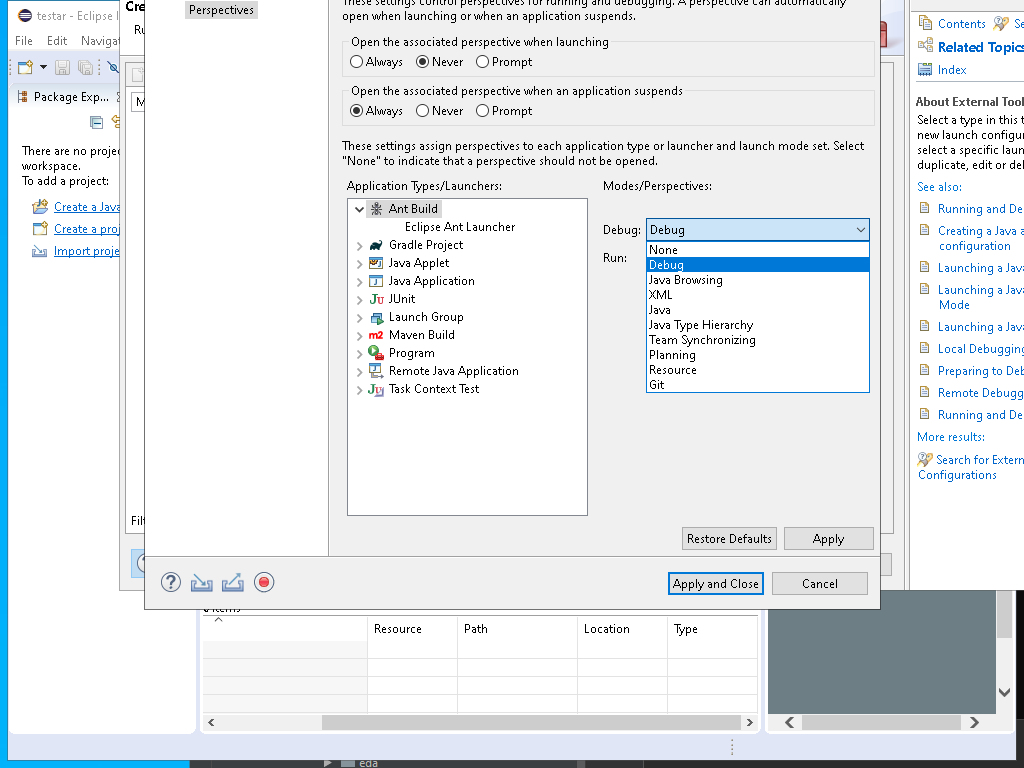 testar - Eclipse I
File Edit Navigat
Package Exp...
There are no proje
workspace.
To add a project:
Create a Java
Create a proj
Import proje
Cre
Ru
Filt
Perspectives
These settings control perspectives for running and debugging. A perspective can automatically
open when launching or when an application suspends.
Open the associated perspective when launching
Always Never Prompt
Open the associated perspective when an application suspends
Always Never Prompt
These settings assign perspectives to each application type or launcher and launch mode set. Select
"None" to indicate that a perspective should not be opened.
Application Types/Launchers:
Ant Build
Eclipse Ant Launcher
Gradle Project
Java Applet
Java Application
JUnit
Launch Group
Maven Build
Program
Remote Java Application
Task Context Test
Modes/Perspectives:
Debug: Debug
Run:
None
Debug
Java Browsing
XML
Java
Java Type Hierarchy
Team Synchronizing
Planning
Resource
Git
Restore Defaults Apply
Apply and Close Cancel
Resource Path Location Type
Contents Se
Related Topics
Index
About External Tool
Select a type in this t
new launch configur
select a specific laun
duplicate, edit or del
See also:
Running and De
Creating a Java a
configuration
Launching a Java
Launching a Java
Mode
Launching a Java
Local Debugging
Preparing to Deb
Remote Debugg
Running and De
More results:
Search for Extern
Configurations
eda